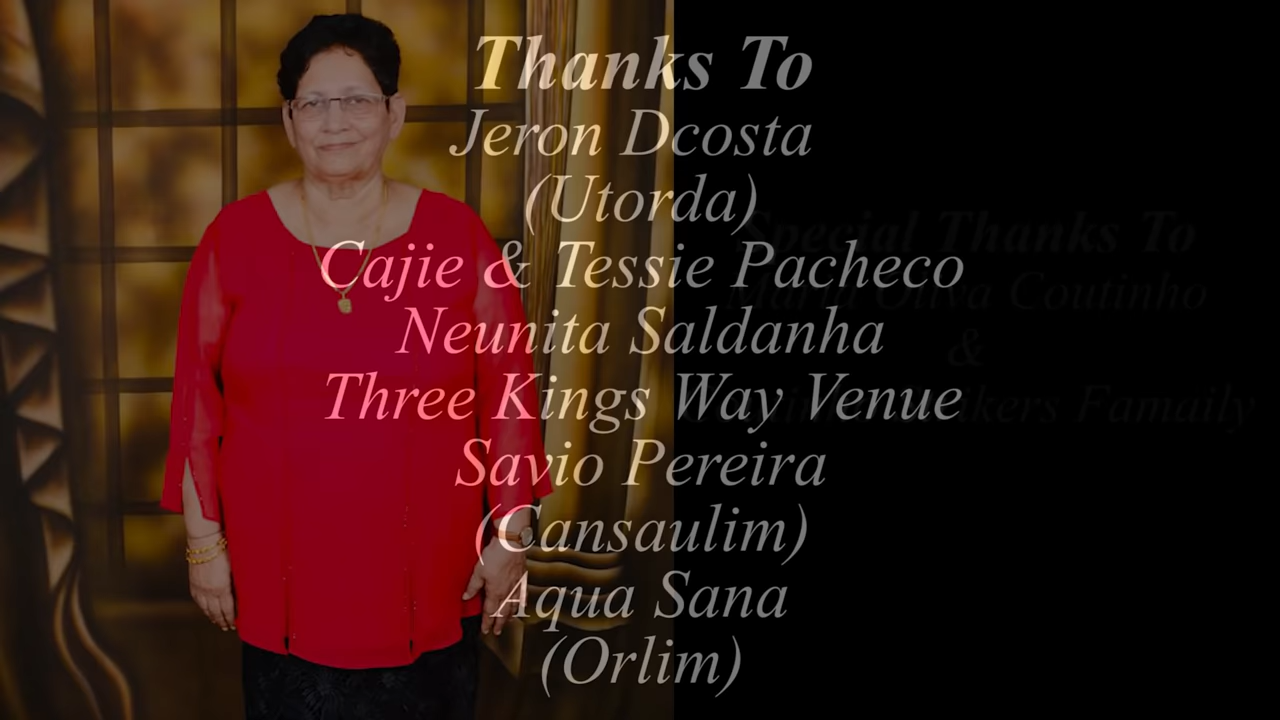 Thanks To
Jeron Dcosta
(Utorda)
Cajie & Tessie Pacheco
Neunita Saldanha
Three Kings Way Venue
Savio Pereira
(Cansaulim)
Aqua Sana
(Orlim)
Special Thanks To
Coutinho
&
Famaily